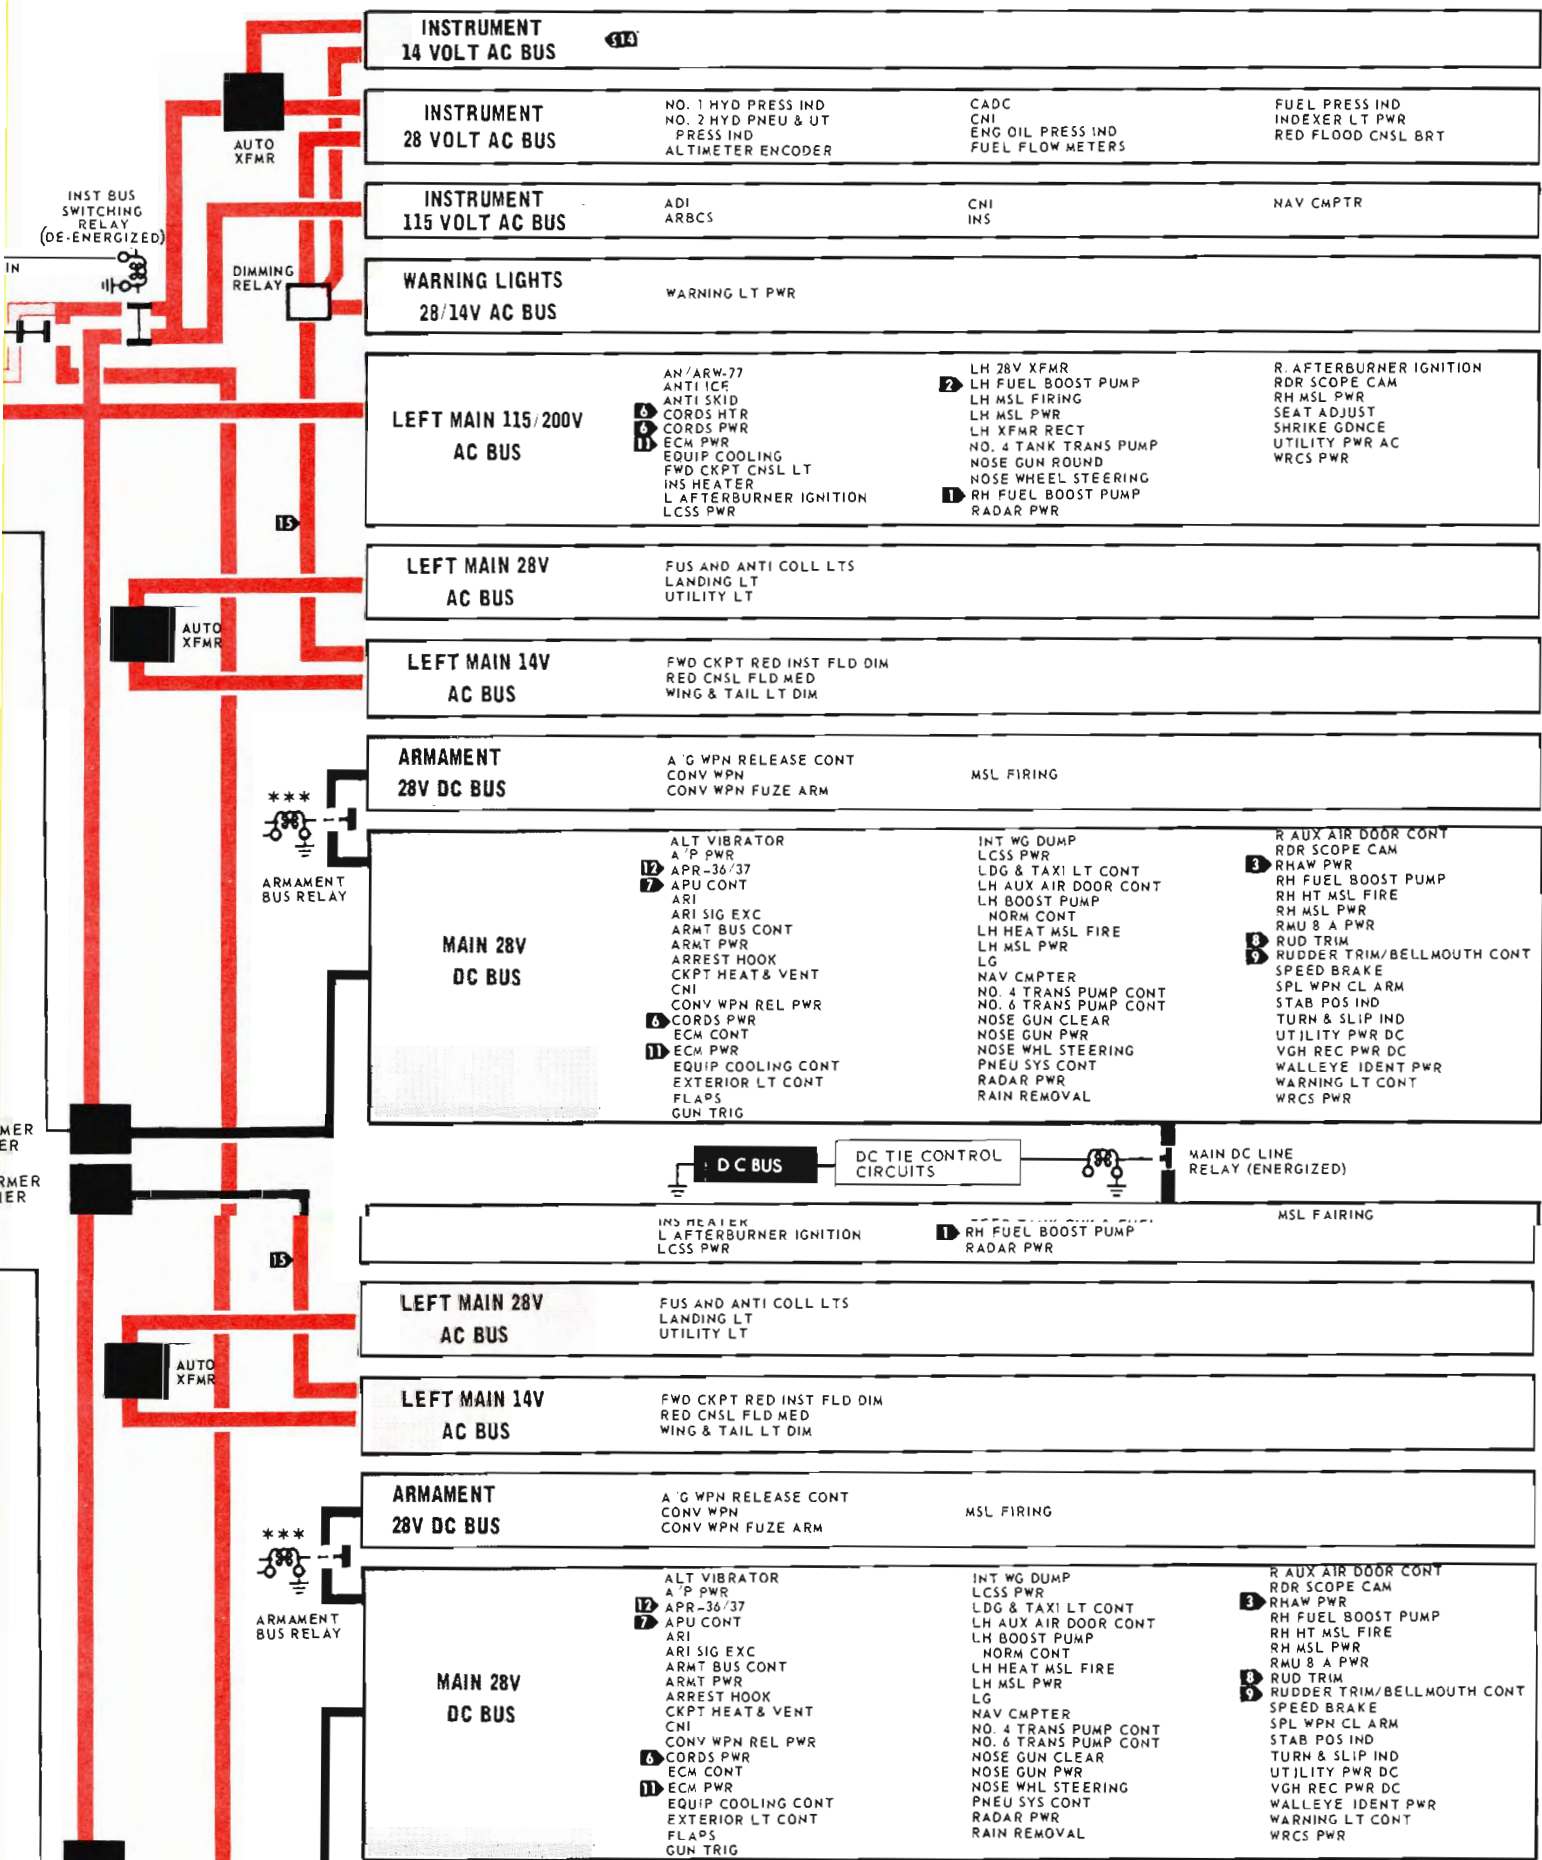 INSTRUMENT
14 VOLT AC BUS
S14
INSTRUMENT
28 VOLT AC BUS
NO. 1 HYD PRESS IND
NO. 2 HYD PNEU & UT
PRESS IND
ALTIMETER ENCODER
CADC
CNI
ENG OIL PRESS IND
FUEL FLOW METERS
FUEL PRESS IND
INDEXER LT PWR
RED FLOOD CNSL BRT
AUTO
XFMR
INSTRUMENT
115 VOLT AC BUS
ADI
ARBCS
CNI
INS
NAV CMPTR
INST BUS
SWITCHING
RELAY
(DE-ENERGIZED)
IN
DIMMING
RELAY
WARNING LIGHTS
28/14V AC BUS
WARNING LT PWR
LEFT MAIN 115/200V
AC BUS
AN/ARW-77
ANTI ICE
ANTI SKID
6 CORDS HTR
6 CORDS PWR
11 ECM PWR
EQUIP COOLING
FWD CKPT CNSL LT
INS HEATER
L AFTERBURNER IGNITION
LCSS PWR
LH 28V XFMR
2 LH FUEL BOOST PUMP
LH MSL FIRING
LH MSL PWR
LH XFMR RECT
NO. 4 TANK TRANS PUMP
NOSE GUN ROUND
NOSE WHEEL STEERING
1 RH FUEL BOOST PUMP
RADAR PWR
R. AFTERBURNER IGNITION
RDR SCOPE CAM
RH MSL PWR
SEAT ADJUST
SHRIKE GDNCE
UTILITY PWR AC
WRCS PWR
15
LEFT MAIN 28V
AC BUS
FUS AND ANTI COLL LTS
LANDING LT
UTILITY LT
AUTO
XFMR
LEFT MAIN 14V
AC BUS
FWD CKPT RED INST FLD DIM
RED CNSL FLD MED
WING & TAIL LT DIM
ARMAMENT
28V DC BUS
A/G WPN RELEASE CONT
CONV WPN
CONV WPN FUZE ARM
MSL FIRING
***
ARMAMENT
BUS RELAY
MAIN 28V
DC BUS
ALT VIBRATOR
A/P PWR
12 APR-36/37
7 APU CONT
ARI
ARI SIG EXC
ARMT BUS CONT
ARMT PWR
ARREST HOOK
CKPT HEAT & VENT
CNI
CONV WPN REL PWR
6 CORDS PWR
ECM CONT
11 ECM PWR
EQUIP COOLING CONT
EXTERIOR LT CONT
FLAPS
GUN TRIG
INT WG DUMP
LCSS PWR
LDG & TAXI LT CONT
LH AUX AIR DOOR CONT
LH BOOST PUMP
NORM CONT
LH HEAT MSL FIRE
LH MSL PWR
LG
NAV CMPTER
NO. 4 TRANS PUMP CONT
NO. 6 TRANS PUMP CONT
NOSE GUN CLEAR
NOSE GUN PWR
NOSE WHL STEERING
PNEU SYS CONT
RADAR PWR
RAIN REMOVAL
R AUX AIR DOOR CONT
RDR SCOPE CAM
3 RHAW PWR
RH FUEL BOOST PUMP
RH HT MSL FIRE
RH MSL PWR
RMU 8 A PWR
8 RUD TRIM
9 RUDDER TRIM/BELLMOUTH CONT
SPEED BRAKE
SPL WPN CL ARM
STAB POS IND
TURN & SLIP IND
UTILITY PWR DC
VGH REC PWR DC
WALLEYE IDENT PWR
WARNING LT CONT
WRCS PWR
MER
ER
RMER
IER
DC BUS
DC TIE CONTROL
CIRCUITS
MAIN DC LINE
RELAY (ENERGIZED)
INS HEATER
L AFTERBURNER IGNITION
LCSS PWR
1 RH FUEL BOOST PUMP
RADAR PWR
MSL FAIRING
15
LEFT MAIN 28V
AC BUS
FUS AND ANTI COLL LTS
LANDING LT
UTILITY LT
AUTO
XFMR
LEFT MAIN 14V
AC BUS
FWD CKPT RED INST FLD DIM
RED CNSL FLD MED
WING & TAIL LT DIM
ARMAMENT
28V DC BUS
A/G WPN RELEASE CONT
CONV WPN
CONV WPN FUZE ARM
MSL FIRING
***
ARMAMENT
BUS RELAY
MAIN 28V
DC BUS
ALT VIBRATOR
A/P PWR
12 APR-36/37
7 APU CONT
ARI
ARI SIG EXC
ARMT BUS CONT
ARMT PWR
ARREST HOOK
CKPT HEAT & VENT
CNI
CONV WPN REL PWR
6 CORDS PWR
ECM CONT
11 ECM PWR
EQUIP COOLING CONT
EXTERIOR LT CONT
FLAPS
GUN TRIG
INT WG DUMP
LCSS PWR
LDG & TAXI LT CONT
LH AUX AIR DOOR CONT
LH BOOST PUMP
NORM CONT
LH HEAT MSL FIRE
LH MSL PWR
LG
NAV CMPTER
NO. 4 TRANS PUMP CONT
NO. 6 TRANS PUMP CONT
NOSE GUN CLEAR
NOSE GUN PWR
NOSE WHL STEERING
PNEU SYS CONT
RADAR PWR
RAIN REMOVAL
R AUX AIR DOOR CONT
RDR SCOPE CAM
3 RHAW PWR
RH FUEL BOOST PUMP
RH HT MSL FIRE
RH MSL PWR
RMU 8 A PWR
8 RUD TRIM
9 RUDDER TRIM/BELLMOUTH CONT
SPEED BRAKE
SPL WPN CL ARM
STAB POS IND
TURN & SLIP IND
UTILITY PWR DC
VGH REC PWR DC
WALLEYE IDENT PWR
WARNING LT CONT
WRCS PWR